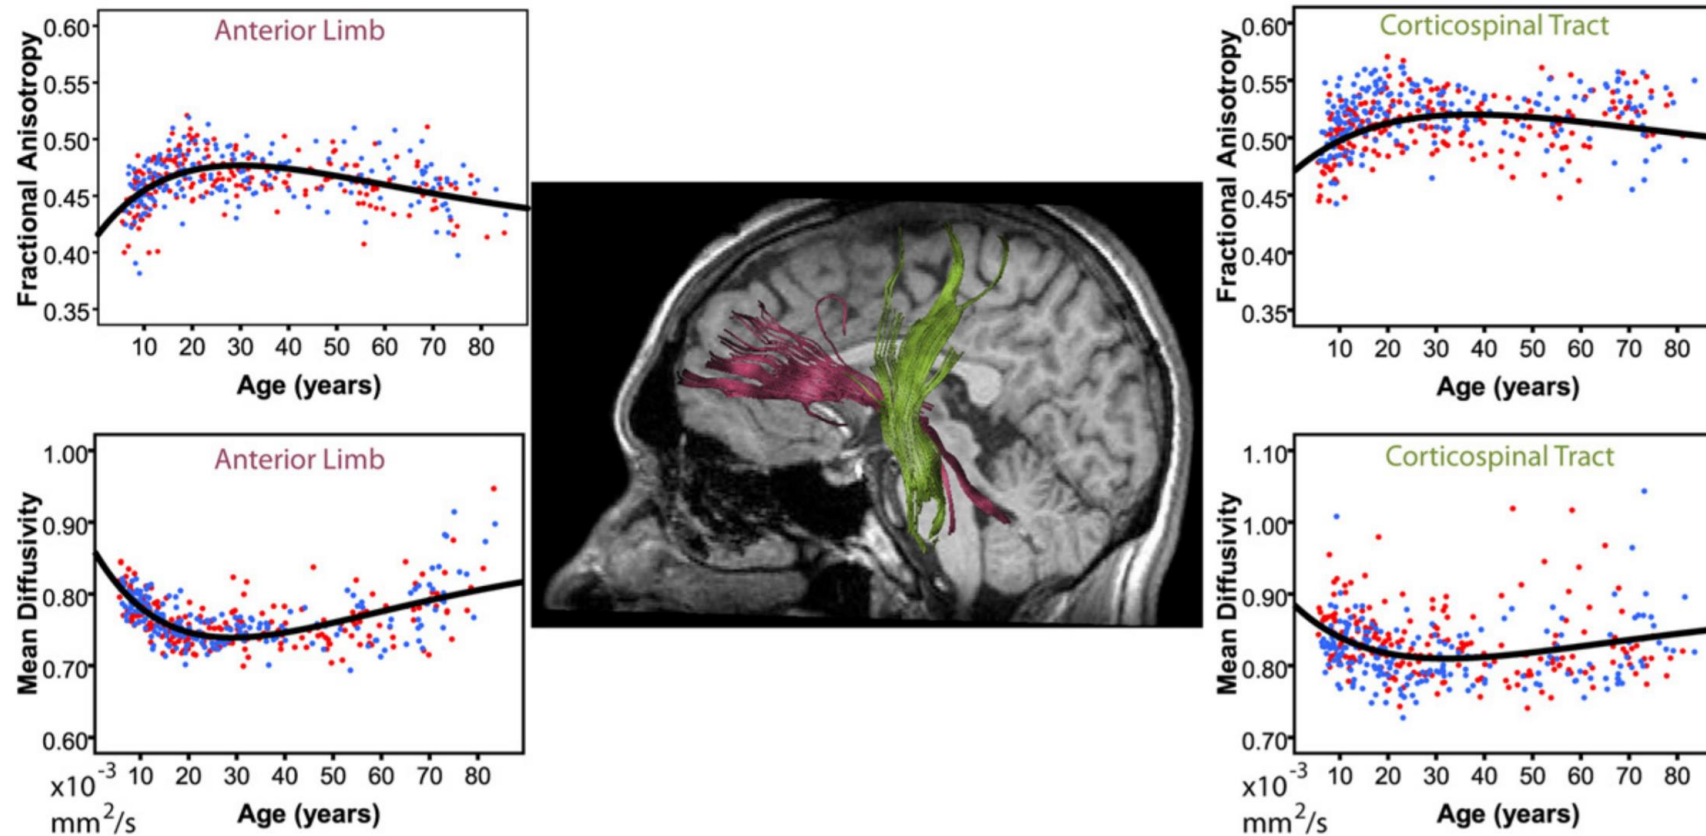 Anterior Limb
Fractional Anisotropy
0.60
0.55
0.50
0.45
0.40
0.35
10 20 30 40 50 60 70 80
Age (years)
Corticospinal Tract
Fractional Anisotropy
0.60
0.55
0.50
0.45
0.40
0.35
10 20 30 40 50 60 70 80
Age (years)
Anterior Limb
Mean Diffusivity
1.00
0.90
0.80
0.70
0.60
10 20 30 40 50 60 70 80
x10⁻³
mm²/s
Age (years)
Corticospinal Tract
Mean Diffusivity
1.10
1.00
0.90
0.80
0.70
10 20 30 40 50 60 70 80
x10⁻³
mm²/s
Age (years)